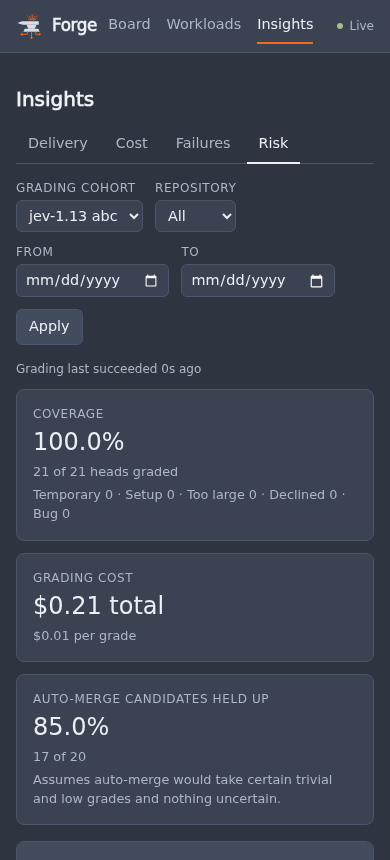 Forge Board Workloads Insights Live
Insights
Delivery Cost Failures Risk
GRADING COHORT REPOSITORY
jev-1.13 abc All
FROM TO
mm/dd/yyyy mm/dd/yyyy
Apply
Grading last succeeded 0s ago
COVERAGE
100.0%
21 of 21 heads graded
Temporary 0 · Setup 0 · Too large 0 · Declined 0 ·
Bug 0
GRADING COST
$0.21 total
$0.01 per grade
AUTO-MERGE CANDIDATES HELD UP
85.0%
17 of 20
Assumes auto-merge would take certain trivial
and low grades and nothing uncertain.